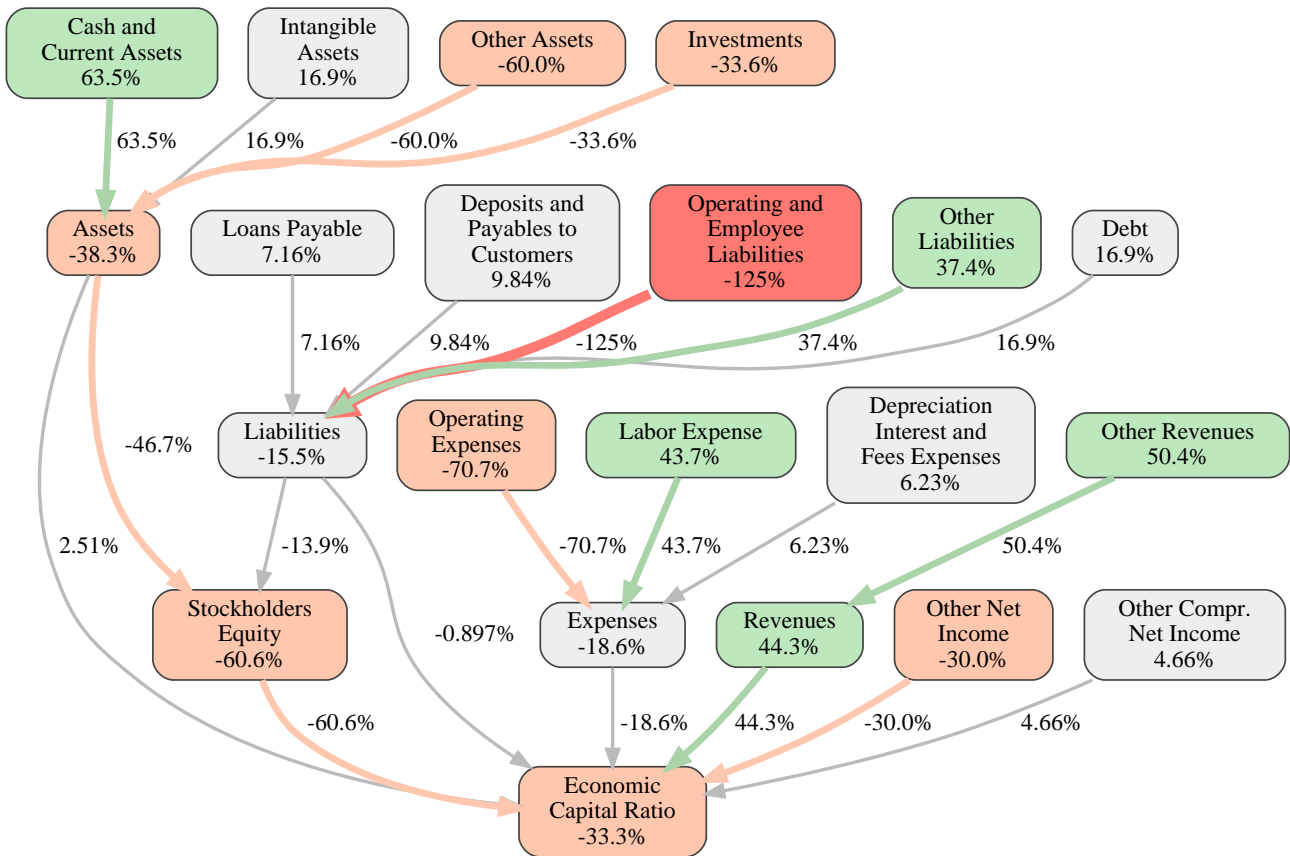 Cash and
Current Assets
63.5%
Intangible
Assets
16.9%
Other Assets
-60.0%
Investments
-33.6%
63.5%
16.9%
-60.0%
-33.6%
Assets
-38.3%
Loans Payable
7.16%
Deposits and
Payables to
Customers
9.84%
Operating and
Employee
Liabilities
-125%
Other
Liabilities
37.4%
Debt
16.9%
7.16%
9.84%
-125%
37.4%
16.9%
Liabilities
-15.5%
Operating
Expenses
-70.7%
Labor Expense
43.7%
Depreciation
Interest and
Fees Expenses
6.23%
Other Revenues
50.4%
-46.7%
2.51%
-13.9%
-70.7%
43.7%
6.23%
50.4%
Stockholders
Equity
-60.6%
-0.897%
Expenses
-18.6%
Revenues
44.3%
Other Net
Income
-30.0%
Other Compr.
Net Income
4.66%
-60.6%
-18.6%
44.3%
-30.0%
4.66%
Economic
Capital Ratio
-33.3%